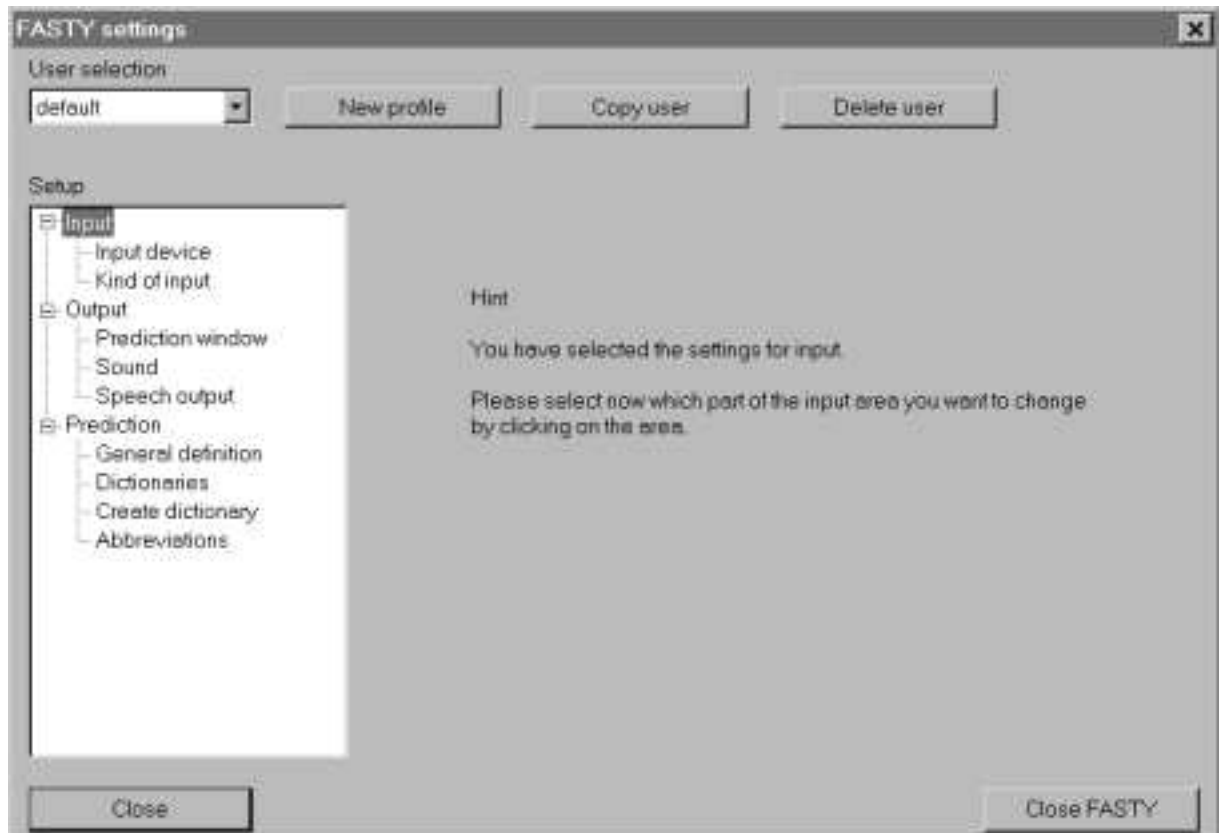 FASTY settings
User selection
default
New profile
Copy user
Delete user
Setup
Input
Input device
Kind of input
Output
Prediction window
Sound
Speech output
Prediction
General definition
Dictionaries
Create dictionary
Abbreviations
Hint
You have selected the settings for input.
Please select now which part of the input area you want to change
by clicking on the area.
Close
Close FASTY